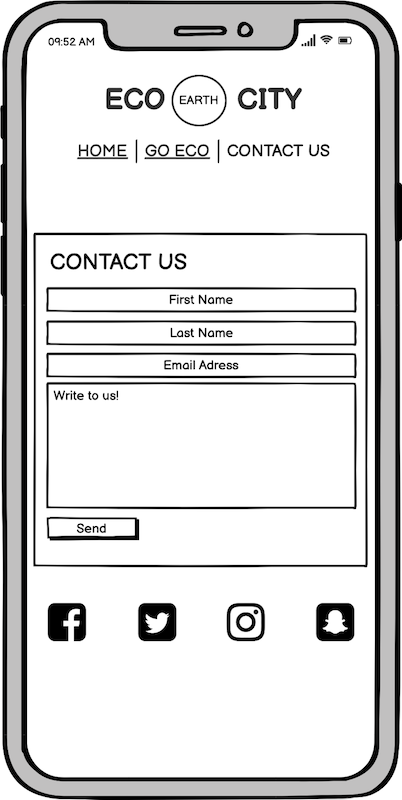 09:52 AM
ECO EARTH CITY
HOME | GO ECO | CONTACT US
CONTACT US
First Name
Last Name
Email Adress
Write to us!
Send